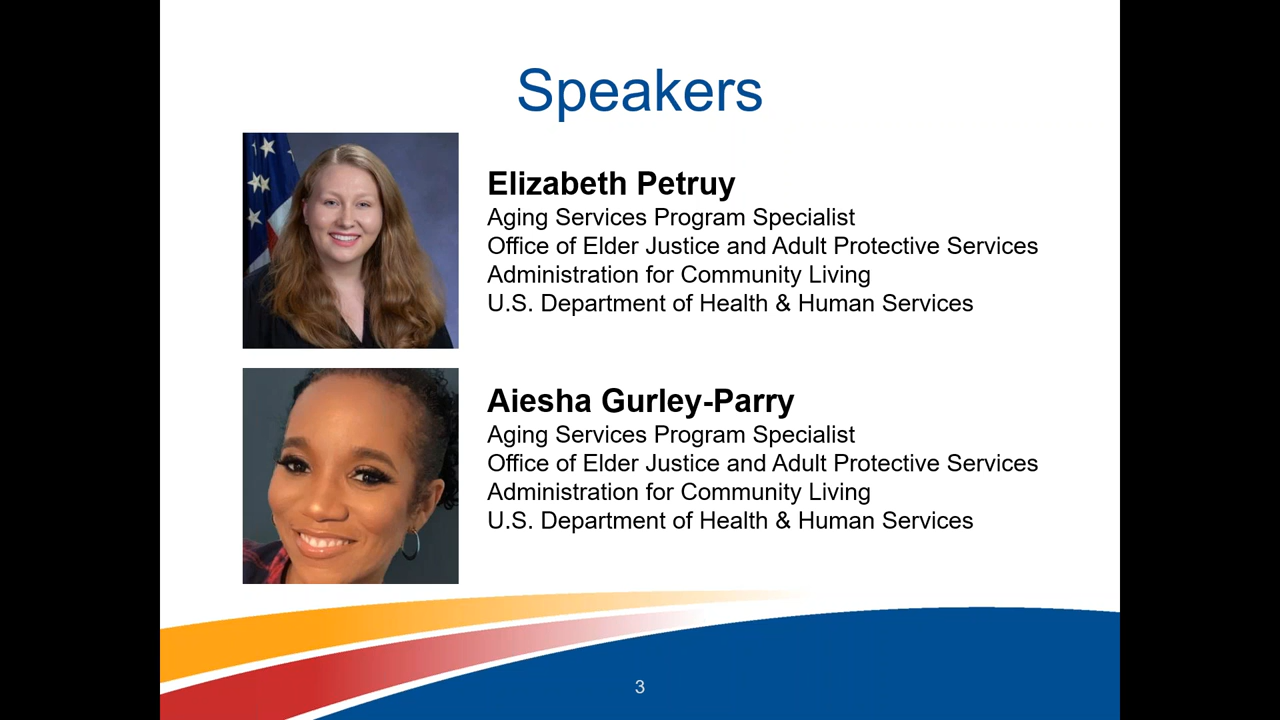 Speakers
Elizabeth Petruy
Aging Services Program Specialist
Office of Elder Justice and Adult Protective Services
Administration for Community Living
U.S. Department of Health & Human Services
Aiesha Gurley-Parry
Aging Services Program Specialist
Office of Elder Justice and Adult Protective Services
Administration for Community Living
U.S. Department of Health & Human Services
3